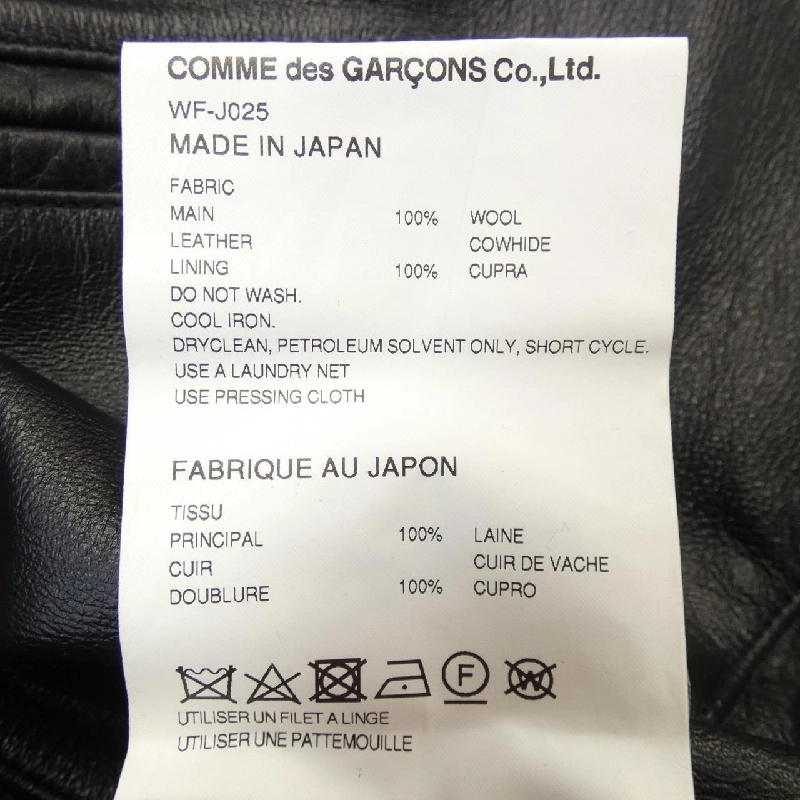 COMME des GARÇONS Co.,Ltd.
WF-J025
MADE IN JAPAN
FABRIC
MAIN 100% WOOL
LEATHER COWHIDE
LINING 100% CUPRA
DO NOT WASH.
COOL IRON.
DRYCLEAN, PETROLEUM SOLVENT ONLY, SHORT CYCLE.
USE A LAUNDRY NET
USE PRESSING CLOTH
FABRIQUE AU JAPON
TISSU
PRINCIPAL 100% LAINE
CUIR CUIR DE VACHE
DOUBLURE 100% CUPRO
F W
UTILISER UN FILET A LINGE
UTILISER UNE PATTEMOUILLE